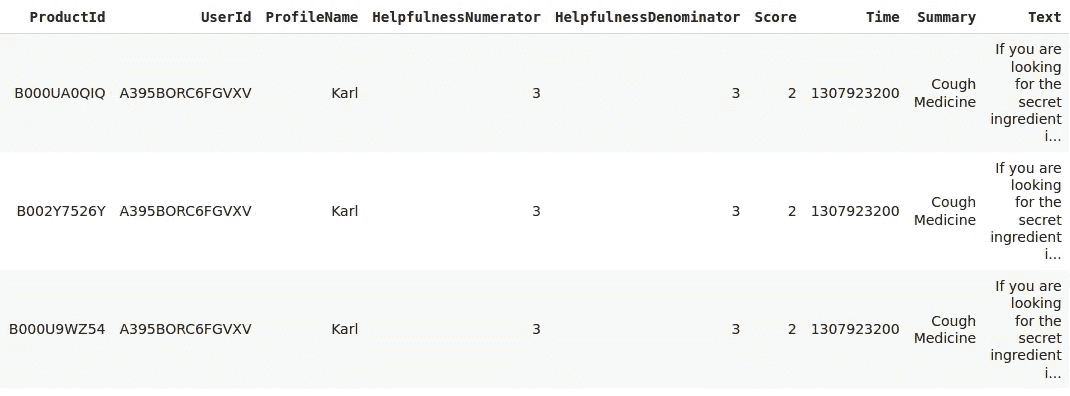 ProductId UserId ProfileName HelpfulnessNumerator HelpfulnessDenominator Score Time Summary Text
B000UA0QIQ A395BORC6FGVXV Karl 3 3 2 1307923200 Cough Medicine If you are looking for the secret ingredient i...
B002Y7526Y A395BORC6FGVXV Karl 3 3 2 1307923200 Cough Medicine If you are looking for the secret ingredient i...
B000U9WZ54 A395BORC6FGVXV Karl 3 3 2 1307923200 Cough Medicine If you are looking for the secret ingredient i...